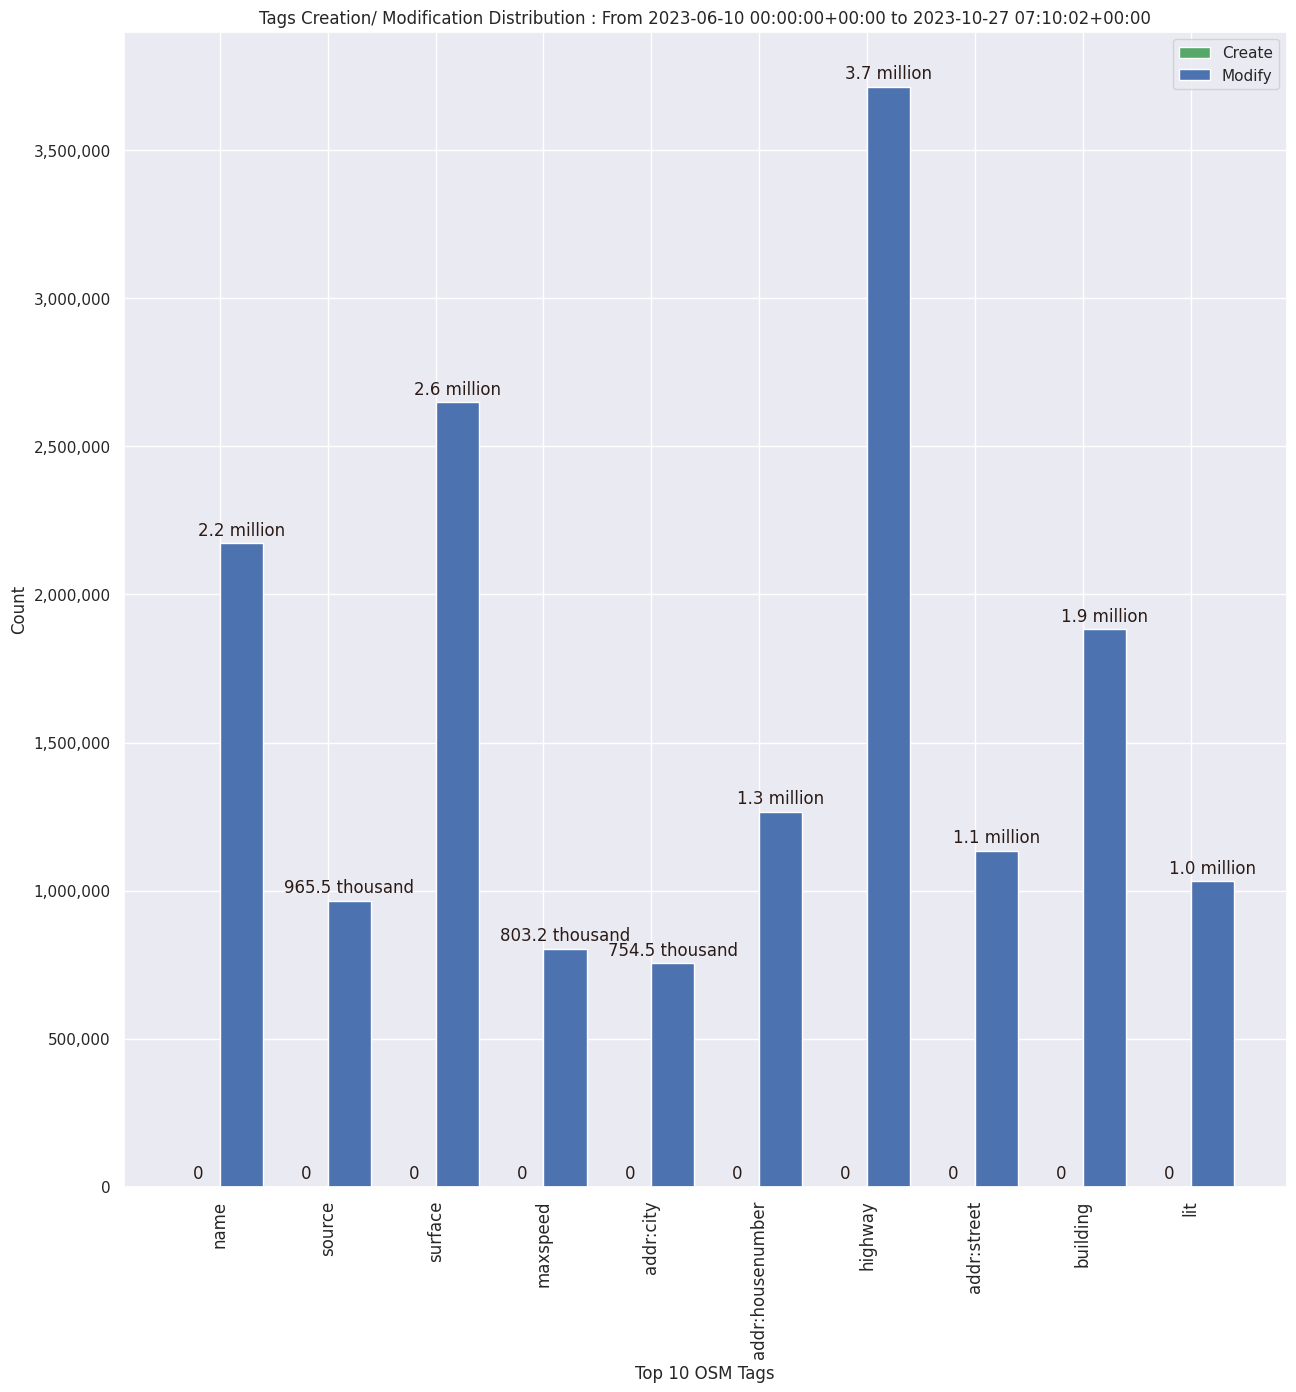 Tags Creation/ Modification Distribution : From 2023-06-10 00:00:00+00:00 to 2023-10-27 07:10:02+00:00
Create
Modify
3.7 million
3,500,000
3,000,000
2.6 million
2,500,000
2.2 million
2,000,000
1.9 million
1,500,000
1.3 million
1.1 million
1.0 million
1,000,000
965.5 thousand
803.2 thousand
754.5 thousand
500,000
0 0 0 0 0 0 0 0 0 0
0
Count
name
source
surface
maxspeed
addr:city
addr:housenumber
highway
addr:street
building
lit
Top 10 OSM Tags